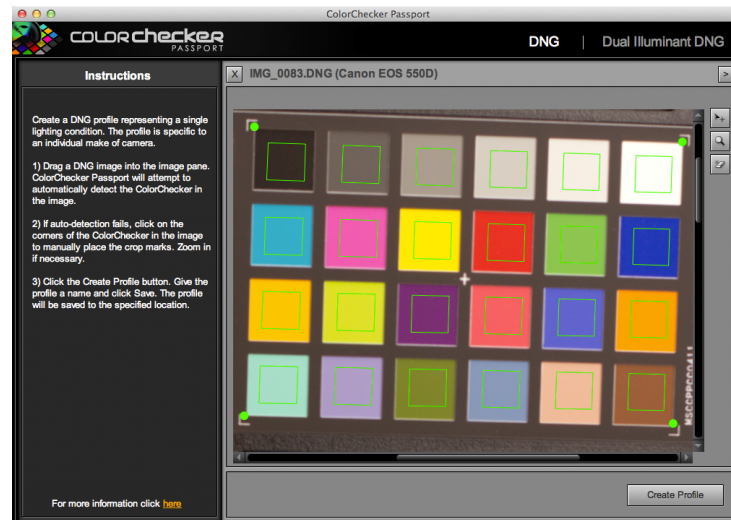 ColorChecker Passport
COLOR checker
PASSPORT
DNG | Dual Illuminant DNG
Instructions
X IMG_0083.DNG (Canon EOS 550D) >
Create a DNG profile representing a single
lighting condition. The profile is specific to
an individual make of camera.
1) Drag a DNG image into the image pane.
ColorChecker Passport will attempt to
automatically detect the ColorChecker in
the image.
2) If auto-detection fails, click on the
corners of the ColorChecker in the image
to manually place the crop marks. Zoom in
if necessary.
3) Click the Create Profile button. Give the
profile a name and click Save. The profile
will be saved to the specified location.
MSCCPPCC0411
For more information click here
Create Profile